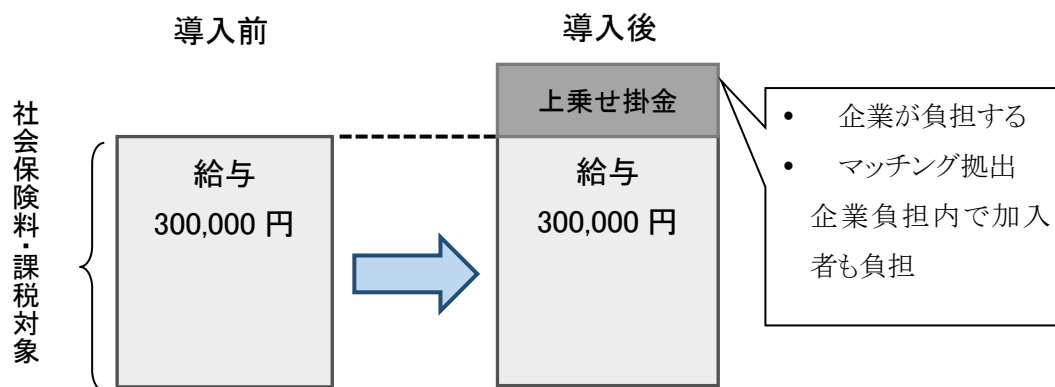 導入前
導入後
社会保険料・課税対象
給与
300,000 円
上乗せ掛金
給与
300,000 円
• 企業が負担する
• マッチング拠出
企業負担内で加入
者も負担